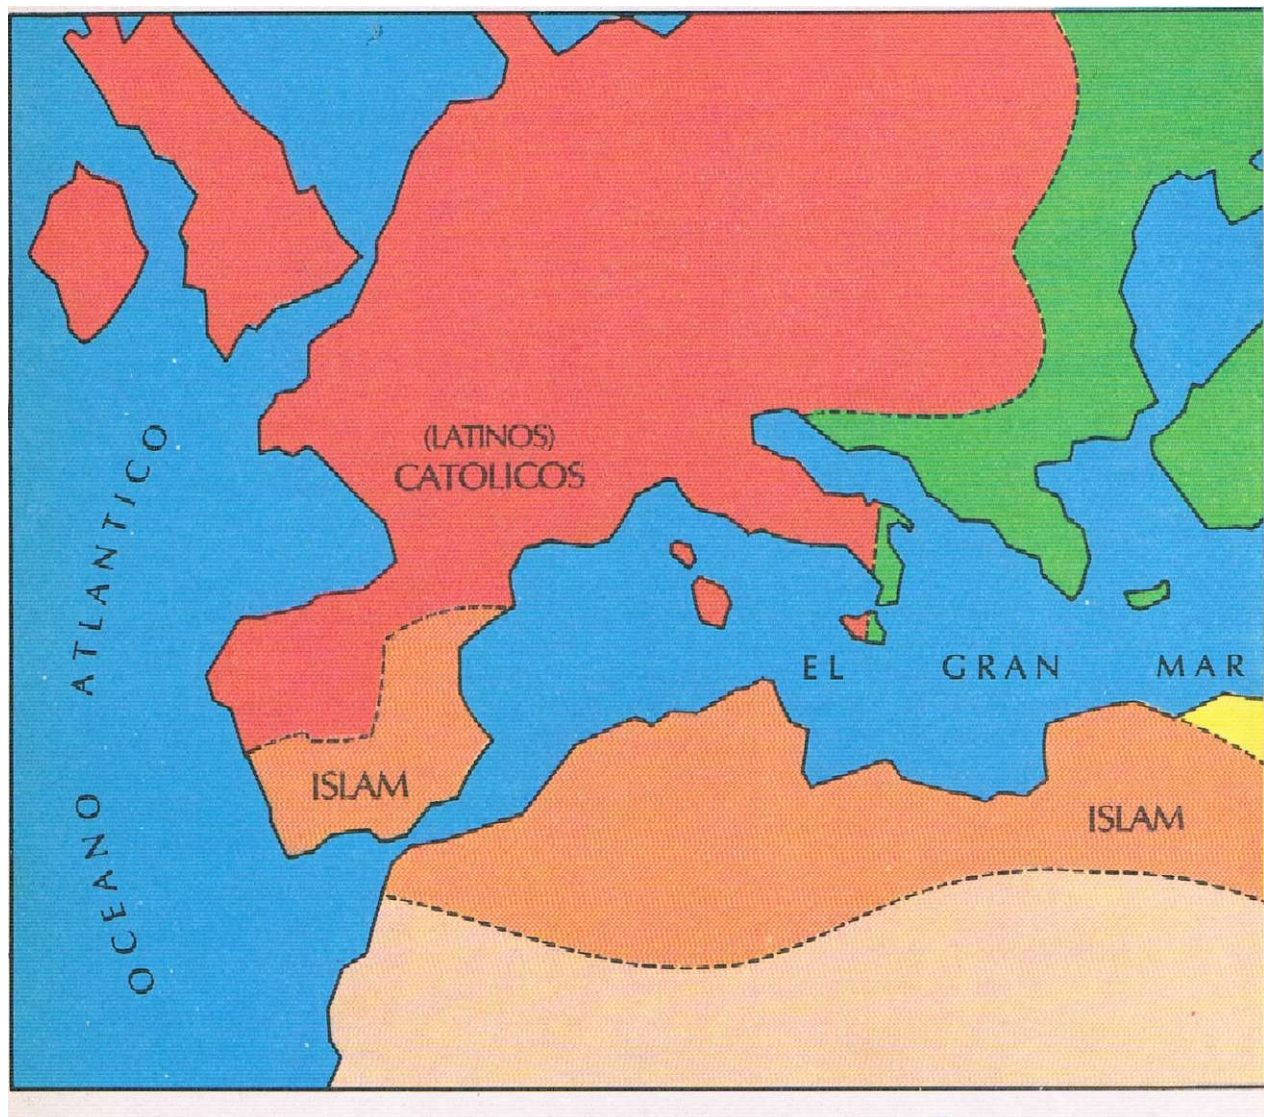 (LATINOS)
CATOLICOS
OCEANO ATLANTICO
EL GRAN MAR
ISLAM
ISLAM